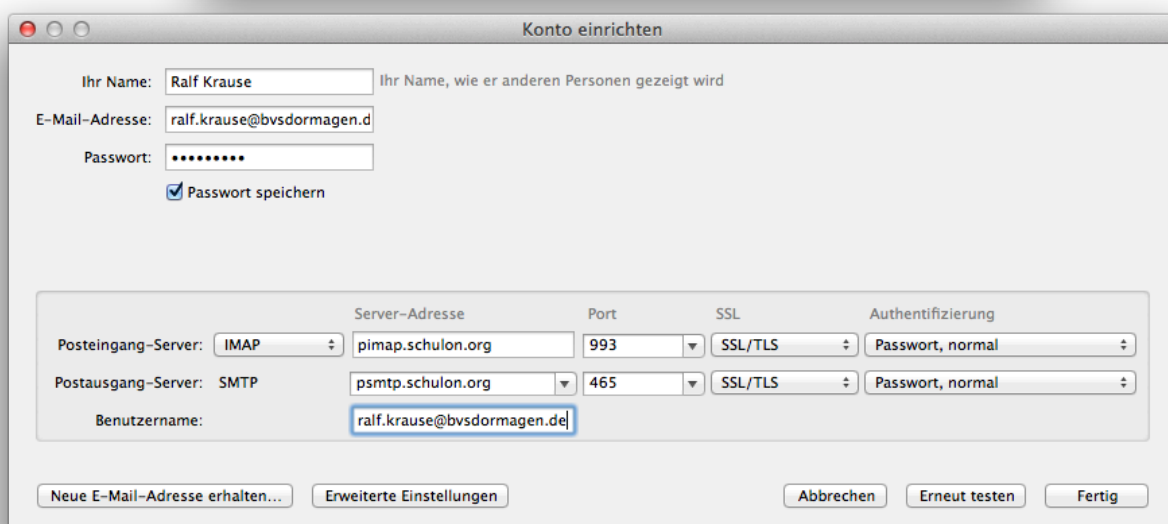 Konto einrichten
Ihr Name: Ralf Krause Ihr Name, wie er anderen Personen gezeigt wird
E-Mail-Adresse: ralf.krause@bvsdormagen.d
Passwort: •••••••••
Passwort speichern
Server-Adresse Port SSL Authentifizierung
Posteingang-Server: IMAP pimap.schulon.org 993 SSL/TLS Passwort, normal
Postausgang-Server: SMTP psmtp.schulon.org 465 SSL/TLS Passwort, normal
Benutzername: ralf.krause@bvsdormagen.de
Neue E-Mail-Adresse erhalten... Erweiterte Einstellungen Abbrechen Erneut testen Fertig